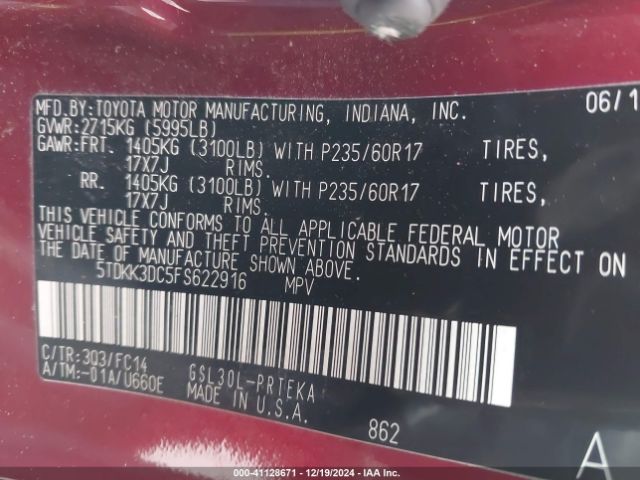 MFD.BY:TOYOTA MOTOR MANUFACTURING, INDIANA, INC. 06/1
GVWR:2715KG (5995LB)
GAWR:FRT. 1405KG (3100LB) WITH P235/60R17 TIRES,
17X7J RIMS.
RR. 1405KG (3100LB) WITH P235/60R17 TIRES,
17X7J RIMS.
THIS VEHICLE CONFORMS TO ALL APPLICABLE FEDERAL MOTOR
VEHICLE SAFETY AND THEFT PREVENTION STANDARDS IN EFFECT ON
THE DATE OF MANUFACTURE SHOWN ABOVE.
5TDKK3DC5FS622916 MPV
C/TR:3Q3/FC14
A/TM:-01A/U660E
GSL30L-PRTEKA
MADE IN U.S.A.
862
A
000-41128671 - 12/19/2024 - IAA Inc.